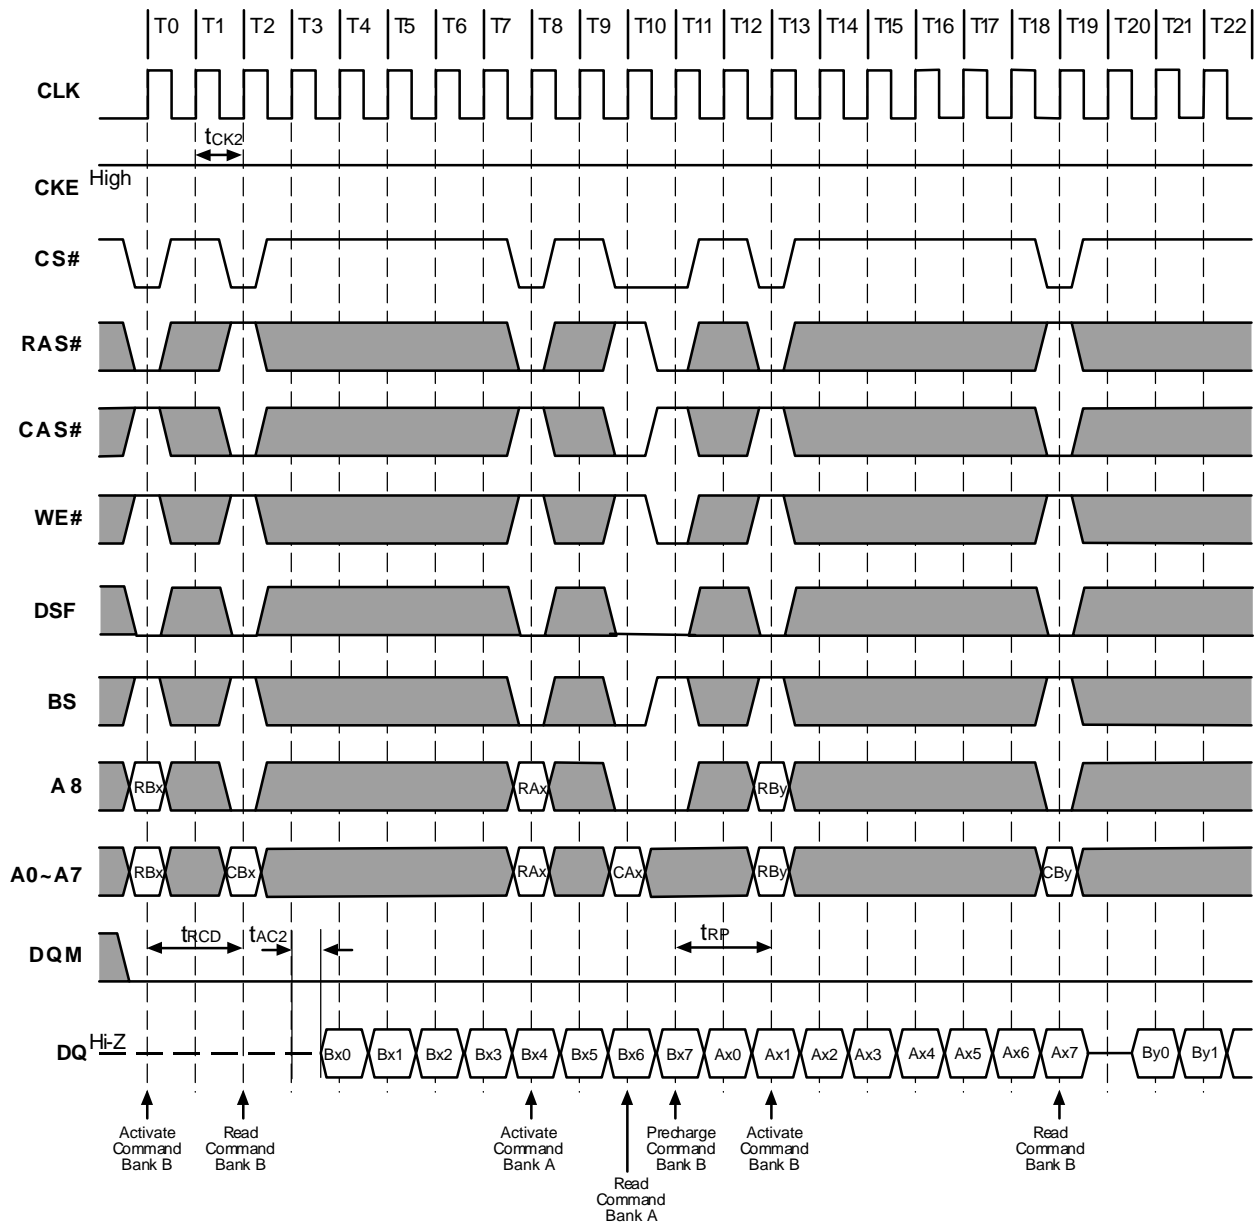 T0 T1 T2 T3 T4 T5 T6 T7 T8 T9 T10 T11 T12 T13 T14 T15 T16 T17 T18 T19 T20 T21 T22
CLK
tCK2
High
CKE
CS#
RAS#
CAS#
WE#
DSF
BS
A8 RBx RAx RBy
A0~A7 RBx CBx RAx CAx RBy CBy
tRCD tAC2 tRP
DQM
Hi-Z
DQ Bx0 Bx1 Bx2 Bx3 Bx4 Bx5 Bx6 Bx7 Ax0 Ax1 Ax2 Ax3 Ax4 Ax5 Ax6 Ax7 By0 By1
Activate Command Bank B
Read Command Bank B
Activate Command Bank A
Read Command Bank A
Precharge Command Bank B
Activate Command Bank B
Read Command Bank B